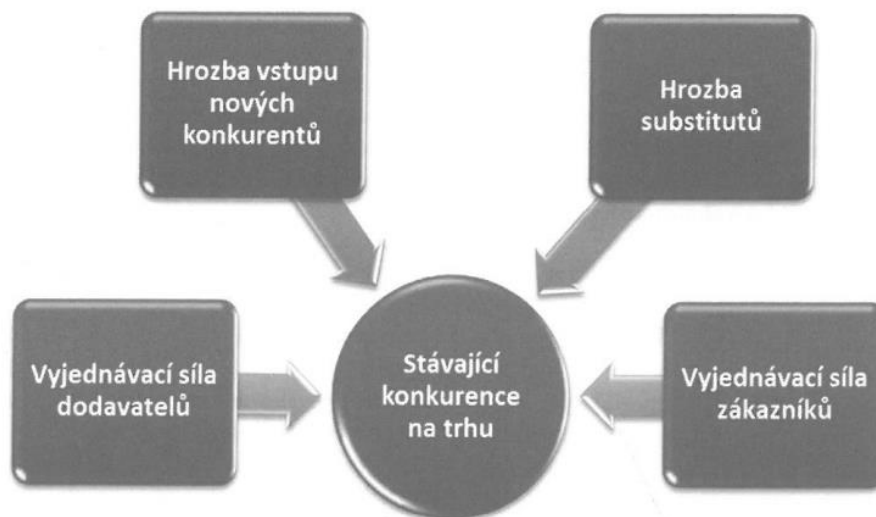 Hrozba vstupu
nových
konkurentů
Hrozba
substitutů
Vyjednávací síla
dodavatelů
Stávající
konkurence
na trhu
Vyjednávací síla
zákazníků